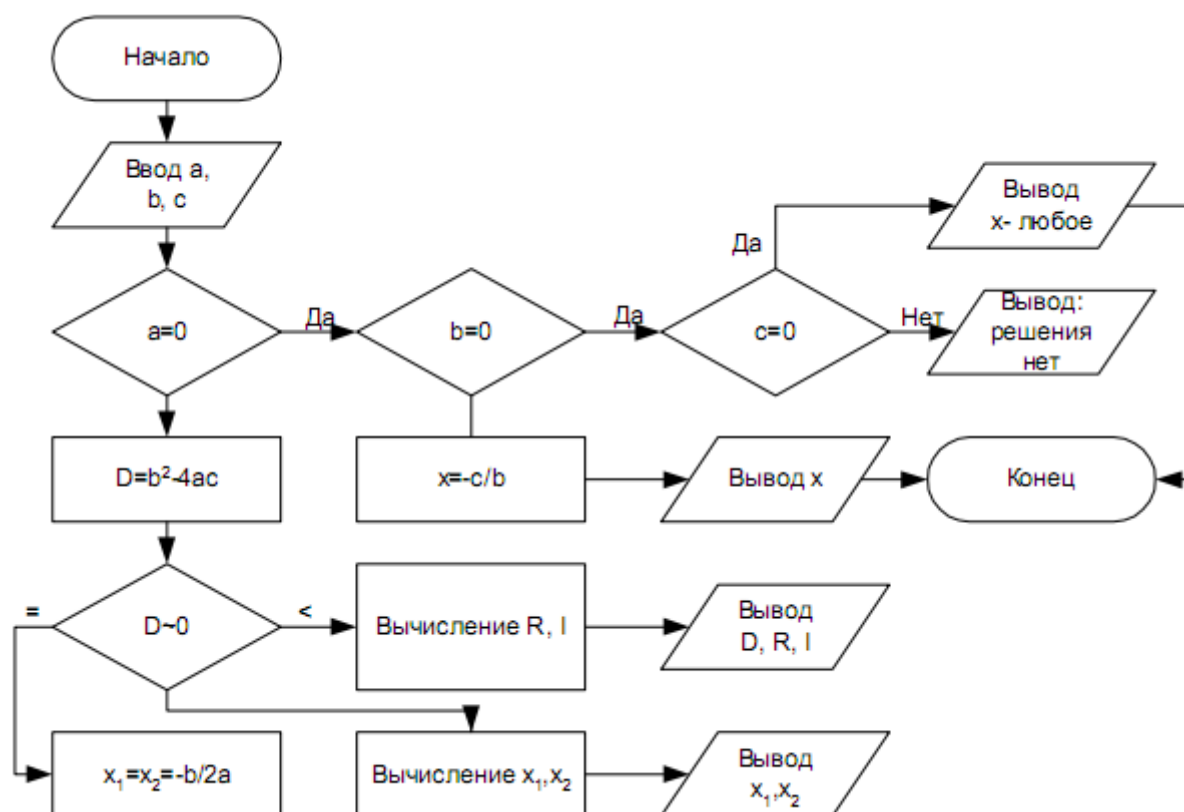 Начало
Ввод a,
b, c
Вывод
x- любое
Да
a=0
Да
b=0
Да
c=0
Нет
Вывод:
решения
нет
D=b²-4ac
x=-c/b
Вывод x
Конец
=
D~0
<
Вычисление R, I
Вывод
D, R, I
x₁=x₂=-b/2a
Вычисление x₁,x₂
Вывод
x₁,x₂